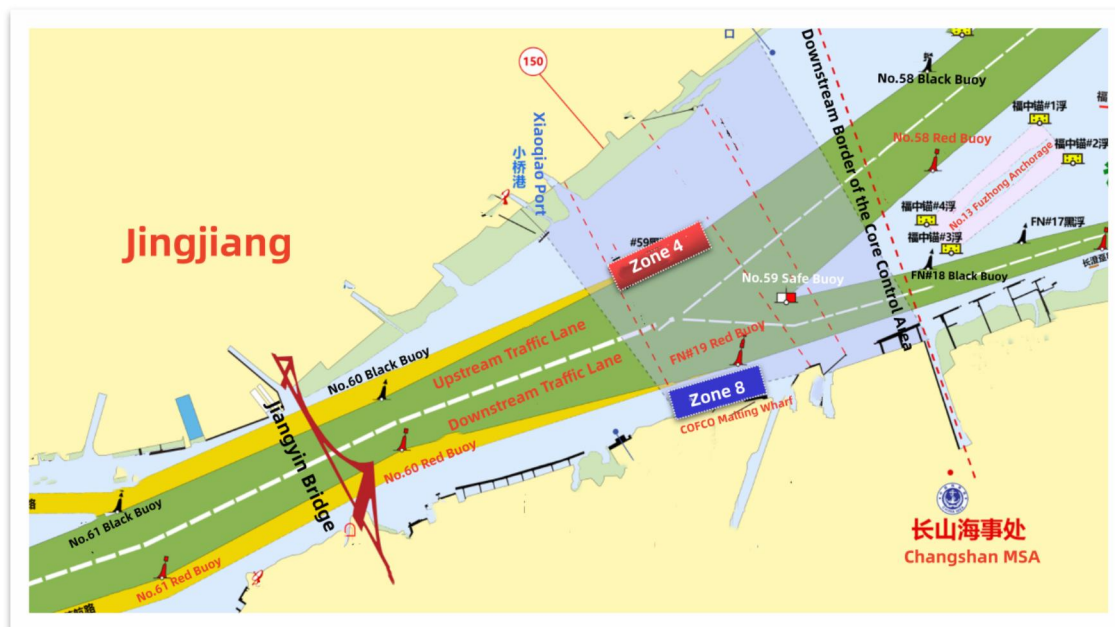 150
Downstream Border of the Core Control Area
No.58 Black Buoy
福中锚#1浮
福中锚#2浮
No.58 Red Buoy
No.13 Fuzhong Anchorage
Xiaoqiao Port
小桥港
福中锚#4浮
FN#17黑浮
福中锚#3浮
Jingjiang
#59黑
Zone 4
No.59 Safe Buoy
FN#18 Black Buoy
Upstream Traffic Lane
FN#19 Red Buoy
No.60 Black Buoy
Downstream Traffic Lane
Zone 8
COFCO Malting Wharf
Jiangyin Bridge
No.60 Red Buoy
No.61 Black Buoy
长山海事处
Changshan MSA
No.61 Red Buoy